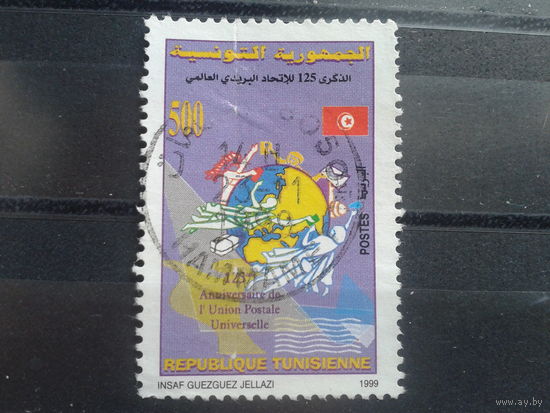 الجمهورية التونسية
الذكرى 125 للإتحاد البريدي العالمي
500
البريد
POSTES
Anniversaire de
l'Union Postale
Universelle
REPUBLIQUE TUNISIENNE
INSAF GUEZGUEZ JELLAZI
1999
www.ay.by